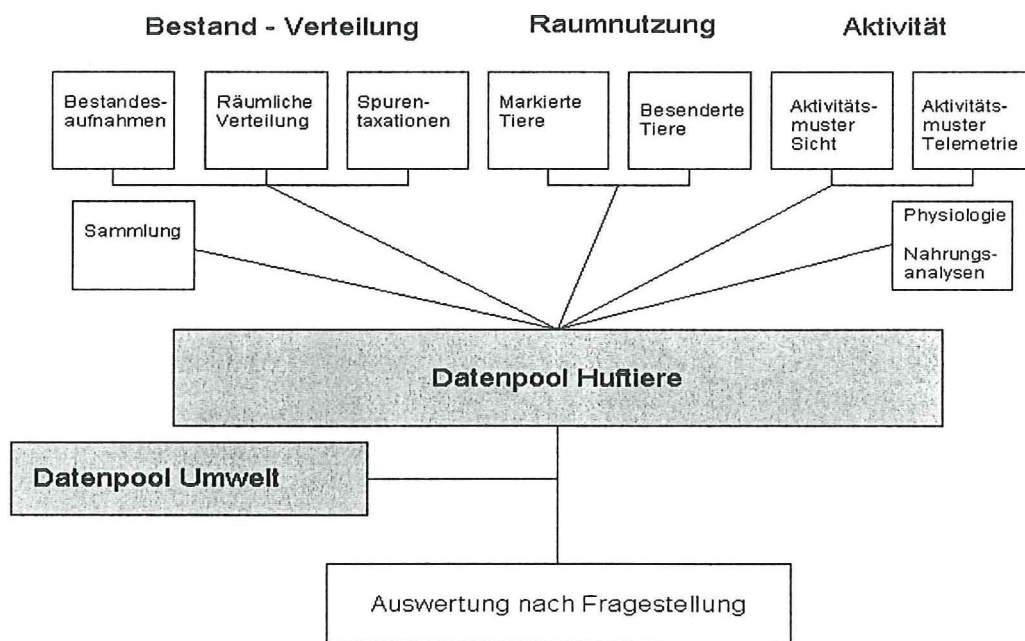 Bestand - Verteilung
Raumnutzung
Aktivität
Bestandes-
aufnahmen
Räumliche
Verteilung
Spuren-
taxationen
Markierte
Tiere
Besenderte
Tiere
Aktivitäts-
muster
Sicht
Aktivitäts-
muster
Telemetrie
Sammlung
Physiologie
Nahrungs-
analysen
Datenpool Huftiere
Datenpool Umwelt
Auswertung nach Fragestellung